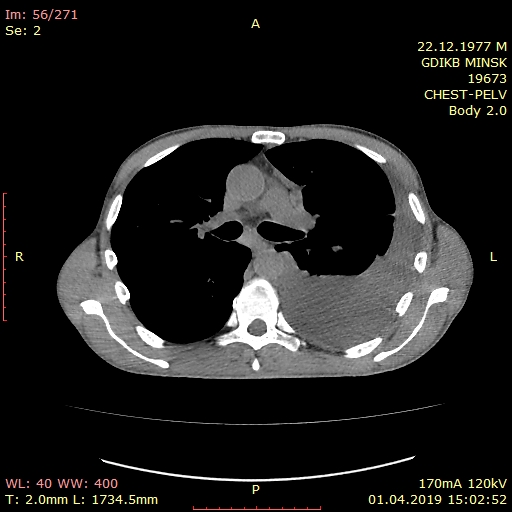 Im: 56/271
Se: 2
A
22.12.1977 M
GDIKB MINSK
19673
CHEST-PELV
Body 2.0
R
L
WL: 40 WW: 400
T: 2.0mm L: 1734.5mm
P
170mA 120kV
01.04.2019 15:02:52